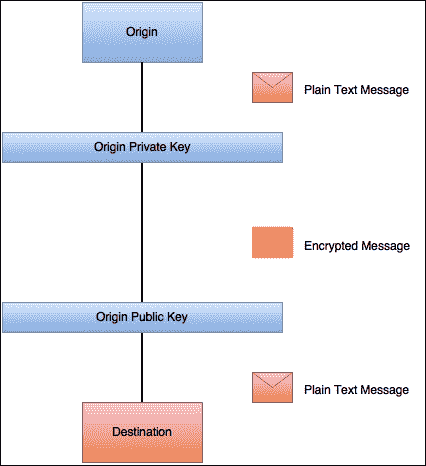 Origin
Plain Text Message
Origin Private Key
Encrypted Message
Origin Public Key
Plain Text Message
Destination